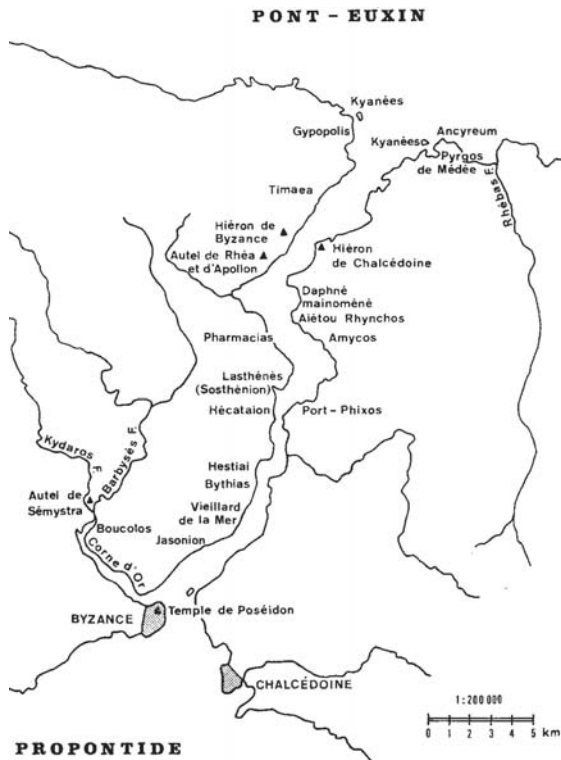 PONT - EUXIN
Kyanées
Gypopolis
Kyanées
Ancyreum
Pyrgos
de Médée
Rhébas F.
Timaea
Hiéron de
Byzance
Autel de Rhéa
et d'Apollon
Hiéron
de Chalcédoine
Daphné
mainoméné
Aiétou Rhynchos
Amycos
Pharmacias
Lasthénès
(Sosthénion)
Hécataion
Port-Phixos
Kydaros F.
Barbysès F.
Hestiai
Bythias
Autel de
Sémystra
Vieillard
de la Mer
Boucolos
Jasonion
Corne d'Or
Temple de Poséidon
BYZANCE
CHALCÉDOINE
1:200 000
0 1 2 3 4 5 km
PROPONTIDE